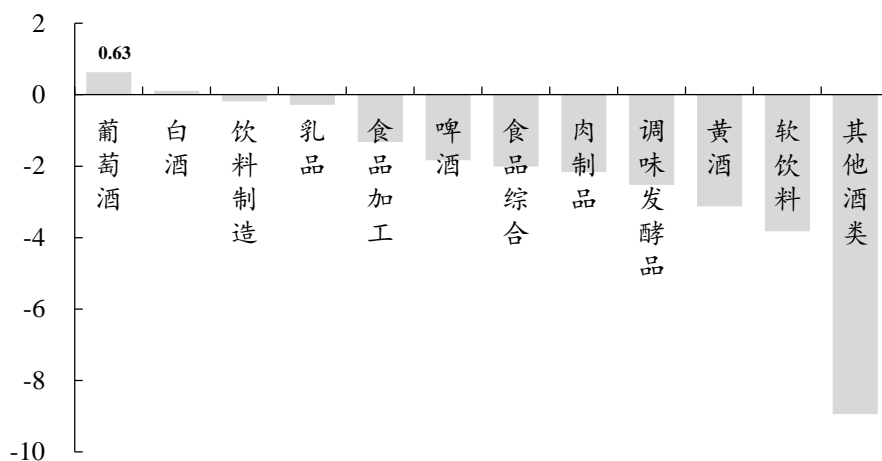 2
0.63
0
-2
-4
-6
-8
-10
葡萄酒
白酒
饮料制造
乳品
食品加工
啤酒
食品综合
肉制品
调味发酵品
黄酒
软饮料
其他酒类